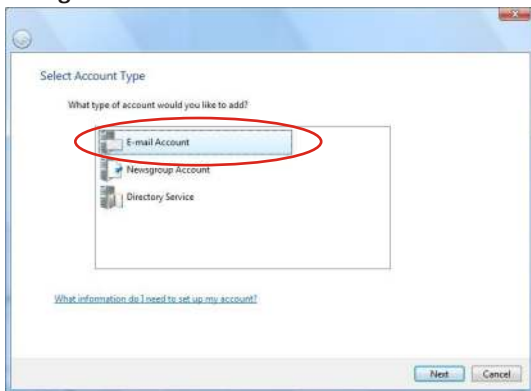 Select Account Type
What type of account would you like to add?
E-mail Account
Newsgroup Account
Directory Service
What information do I need to set up my account?
Next Cancel